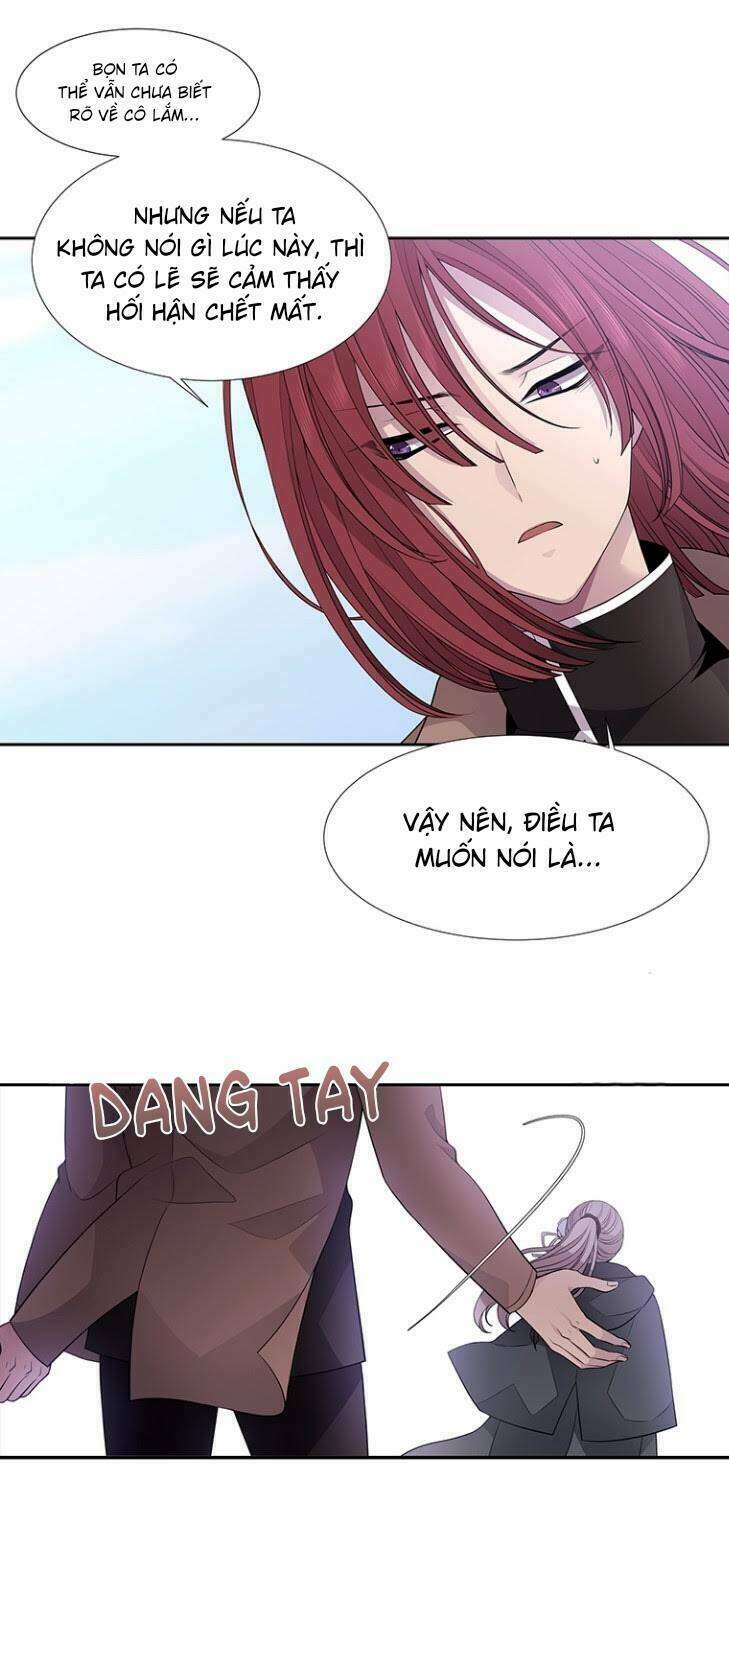 BỌN TA CÓ
THỂ VẪN CHƯA BIẾT
RÕ VỀ CÔ LẮM...
NHƯNG NẾU TA
KHÔNG NÓI GÌ LÚC NÀY, THÌ
TA CÓ LẼ SẼ CẢM THẤY
HỐI HẬN CHẾT MẤT.
VẬY NÊN, ĐIỀU TA
MUỐN NÓI LÀ...
DANG TAY